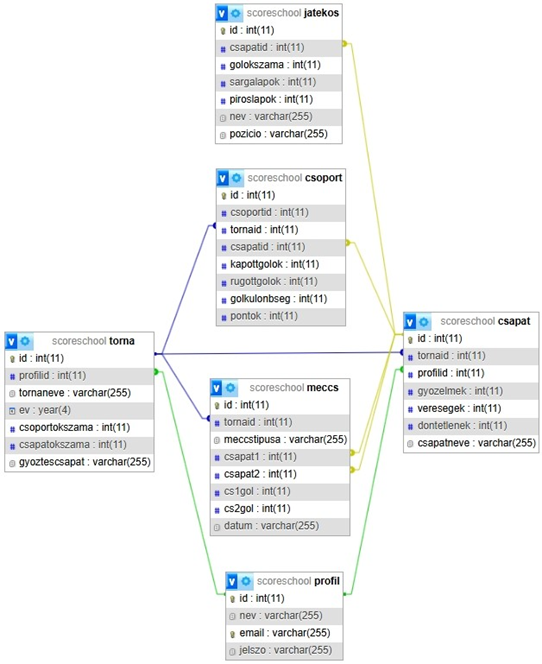 scoreschool jatekos
id : int(11)
csapatid : int(11)
golokszama : int(11)
sargalapok : int(11)
piroslapok : int(11)
nev : varchar(255)
pozicio : varchar(255)
scoreschool csoport
id : int(11)
csoportid : int(11)
tornaid : int(11)
csapatid : int(11)
kapottgolok : int(11)
rugottgolok : int(11)
golkulonbseg : int(11)
pontok : int(11)
scoreschool torna
id : int(11)
profilid : int(11)
tornaneve : varchar(255)
ev : year(4)
csoportokszama : int(11)
csapatokszama : int(11)
gyoztescsapat : varchar(255)
scoreschool meccs
id : int(11)
tornaid : int(11)
meccstipusa : varchar(255)
csapat1 : int(11)
csapat2 : int(11)
cs1gol : int(11)
cs2gol : int(11)
datum : varchar(255)
scoreschool csapat
id : int(11)
tornaid : int(11)
profilid : int(11)
gyozelmek : int(11)
veresegek : int(11)
dontetlenek : int(11)
csapatneve : varchar(255)
scoreschool profil
id : int(11)
nev : varchar(255)
email : varchar(255)
jelszo : varchar(255)